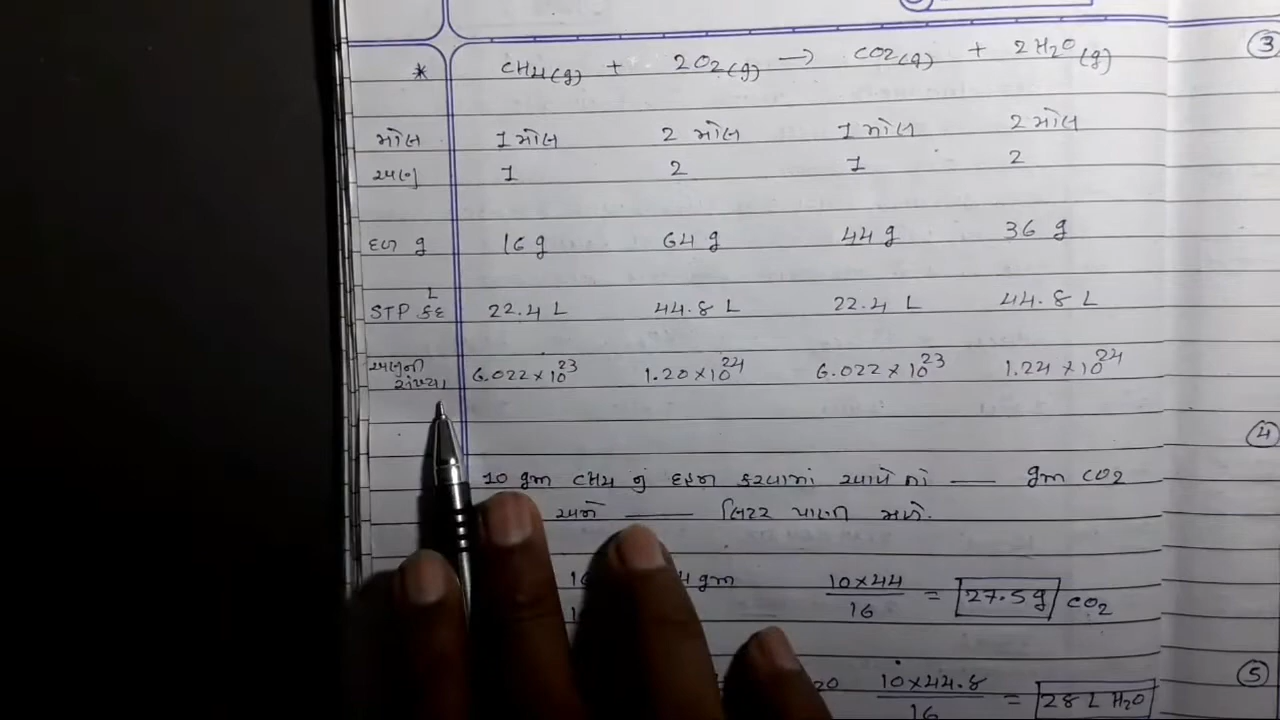 ③
* CH4(g) + 2O2(g) → CO2(g) + 2H2O(g)
મોલ 1 મોલ 2 મોલ 1 મોલ 2 મોલ
અણુ 1 2 1 2
દળ g 16 g 64 g 44 g 36 g
STP કદ L 22.4 L 44.8 L 22.4 L 44.8 L
અણુની સંખ્યા 6.022 × 10^23 1.20 × 10^24 6.022 × 10^23 1.24 × 10^24
④
10 gm CH4 નું દહન કરવામાં આવે તો — gm CO2
અને — લિટર પાણી મળે.
gm 10×44/16 = 27.5 g CO2
⑤
10×44.8/16 = 28 L H2O